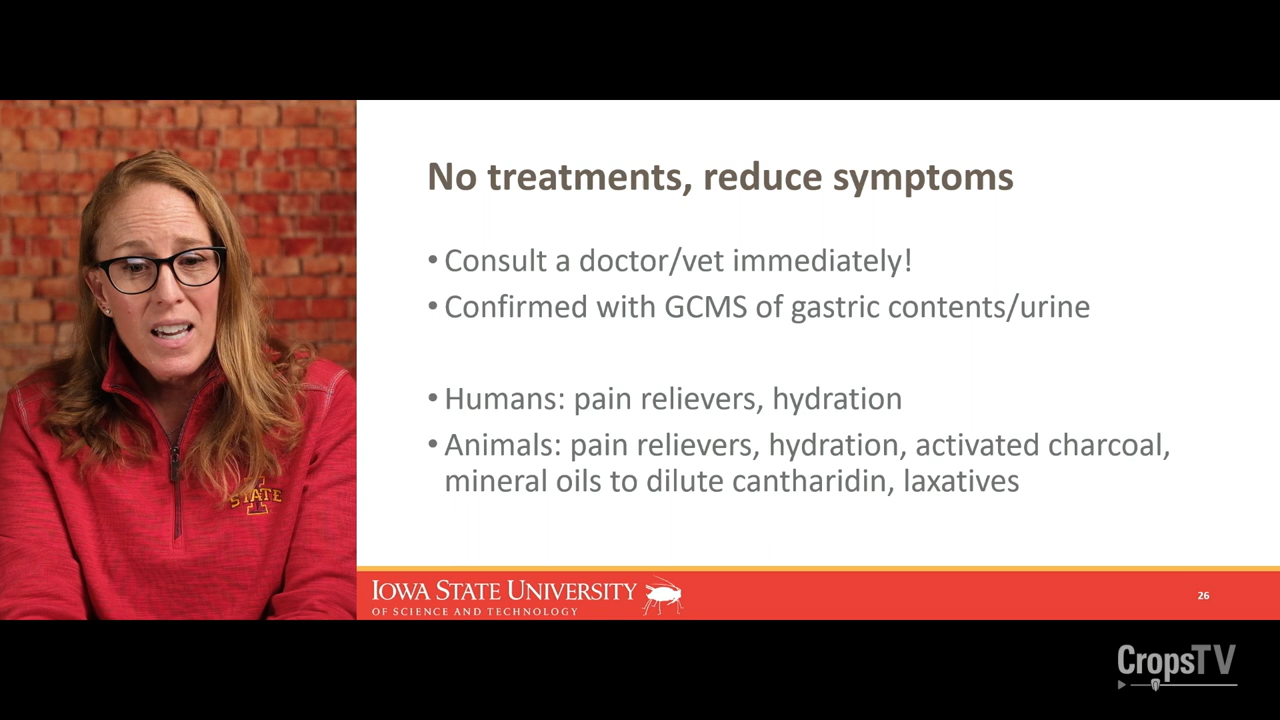 No treatments, reduce symptoms
• Consult a doctor/vet immediately!
• Confirmed with GCMS of gastric contents/urine
• Humans: pain relievers, hydration
• Animals: pain relievers, hydration, activated charcoal,
mineral oils to dilute cantharidin, laxatives
STATE
IOWA STATE UNIVERSITY
OF SCIENCE AND TECHNOLOGY
26
CropsTV